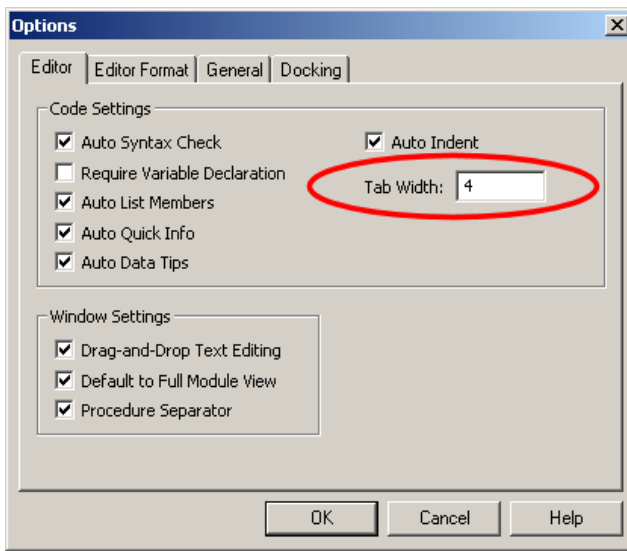 Options
Editor Editor Format General Docking
Code Settings
Auto Syntax Check
Auto Indent
Require Variable Declaration
Tab Width: 4
Auto List Members
Auto Quick Info
Auto Data Tips
Window Settings
Drag-and-Drop Text Editing
Default to Full Module View
Procedure Separator
OK Cancel Help